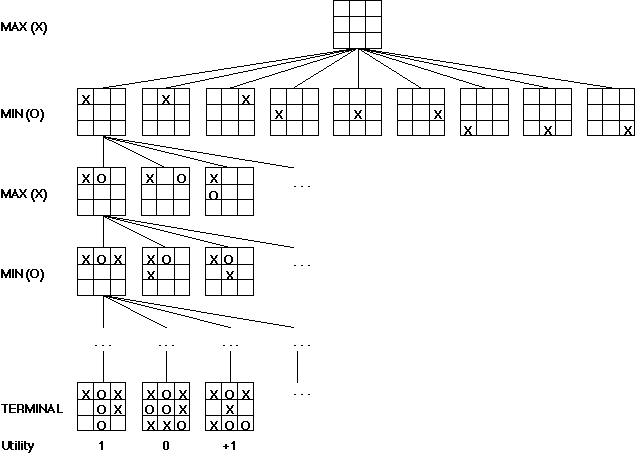 MAX (X)
X X X
MIN (O) X X X
X X X
X O X O X
. . .
MAX (X) O
X O X X O X O
. . .
MIN (O) X X
. . . . . . . . . . . .
X O X X O X X O X . . .
TERMINAL O X O O X X
O X X O X O O
Utility 1 0 +1